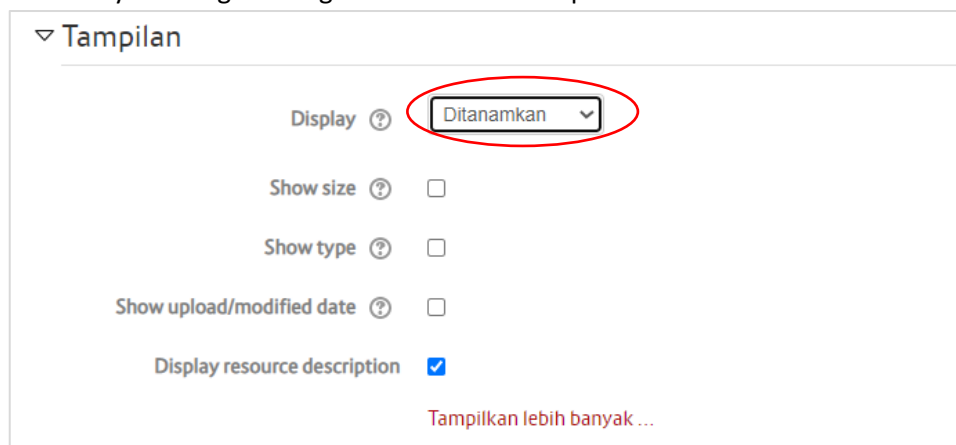 Tampilan
Display
Ditanamkan
Show size
Show type
Show upload/modified date
Display resource description
Tampilkan lebih banyak ...